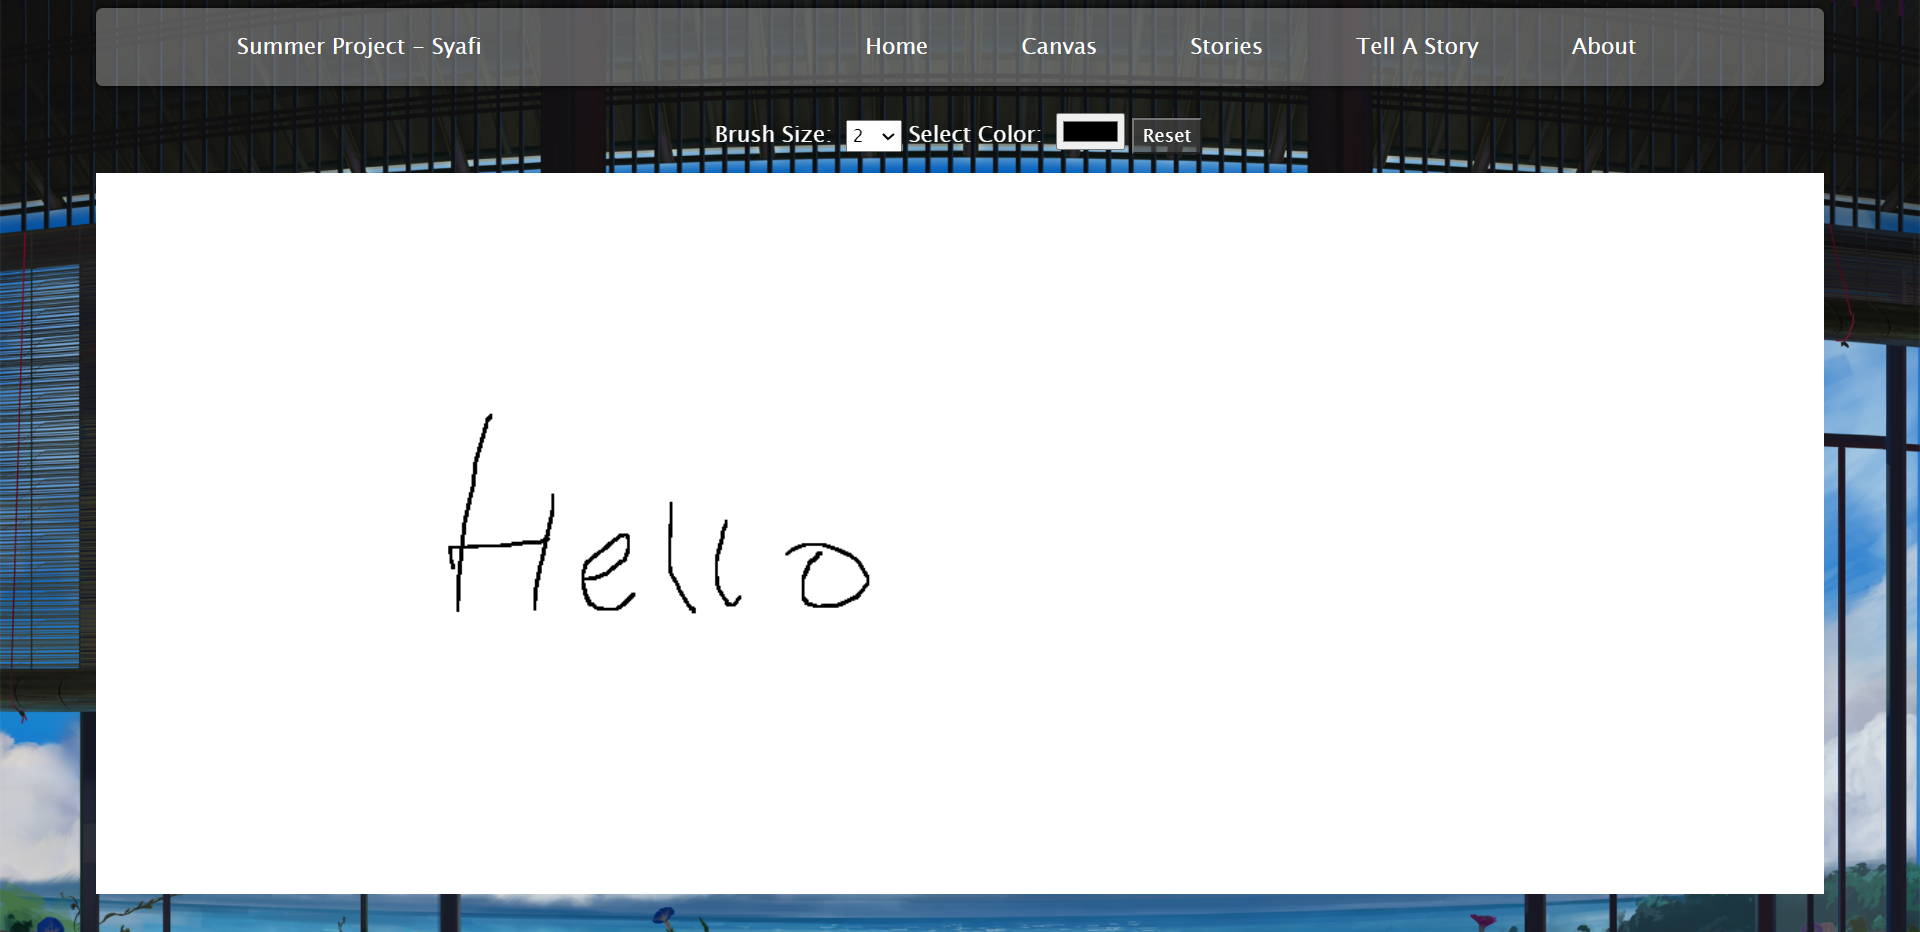 Summer Project - Syafi Home Canvas Stories Tell A Story About
Brush Size: 2 Select Color: Reset
Hello